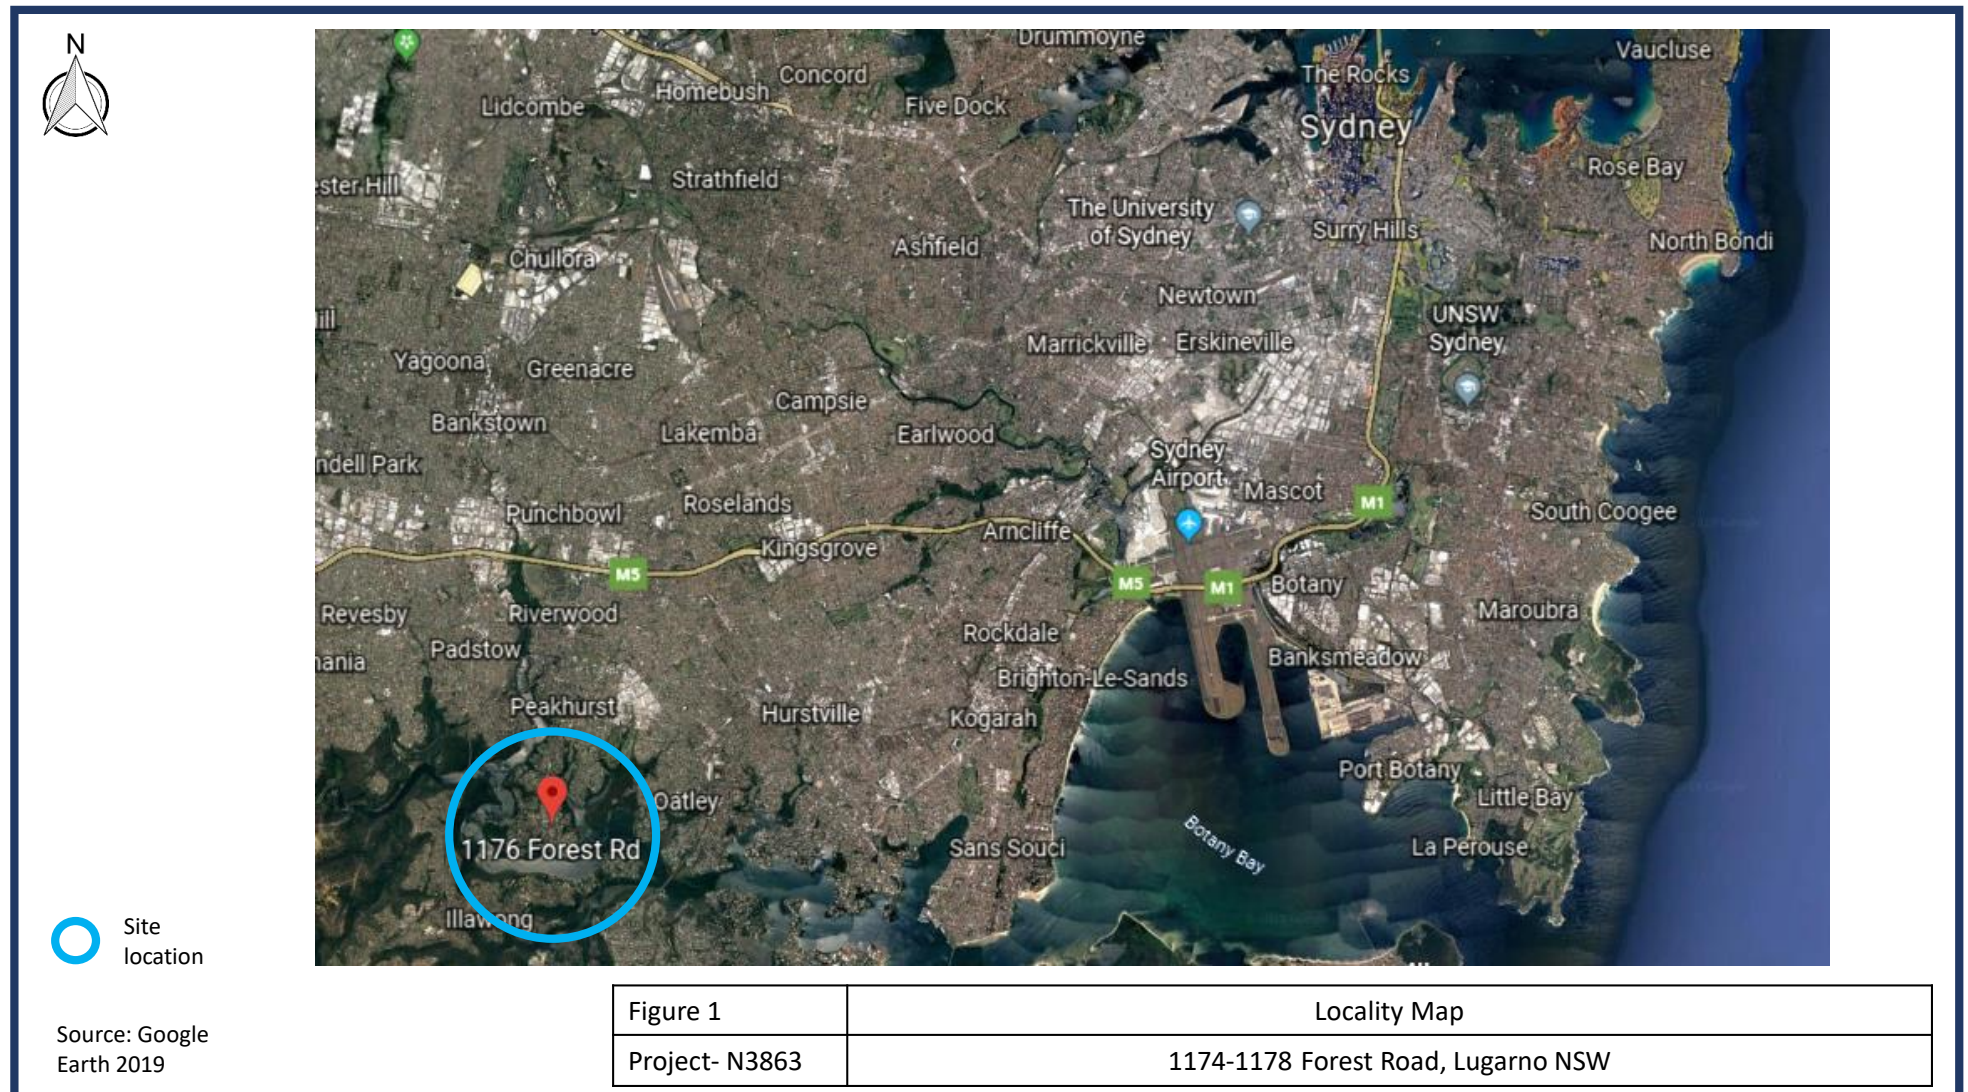 N
Drummoyne
Vaucluse
Concord
The Rocks
Homebush
Lidcombe
Five Dock
Sydney
Rose Bay
ester Hill
Strathfield
The University
of Sydney
Surry Hills
North Bondi
Ashfield
Chullora
Newtown
ill
UNSW
Sydney
Marrickville
Erskineville
Yagoona
Greenacre
Campsie
Bankstown
Lakemba
Earlwood
Sydney
Airport
ndell Park
Mascot
M1
Roselands
Punchbowl
South Coogee
Arncliffe
Kingsgrove
M5
M5
M1
Botany
Revesby
Riverwood
Maroubra
Rockdale
Padstow
nania
Banksmeadow
Brighton-Le-Sands
Peakhurst
Hurstville
Kogarah
Port Botany
Oatley
Little Bay
Botany Bay
1176 Forest Rd
Sans Souci
La Perouse
Illawong
Site
location
Source: Google
Earth 2019
Figure 1
Locality Map
Project- N3863
1174-1178 Forest Road, Lugarno NSW